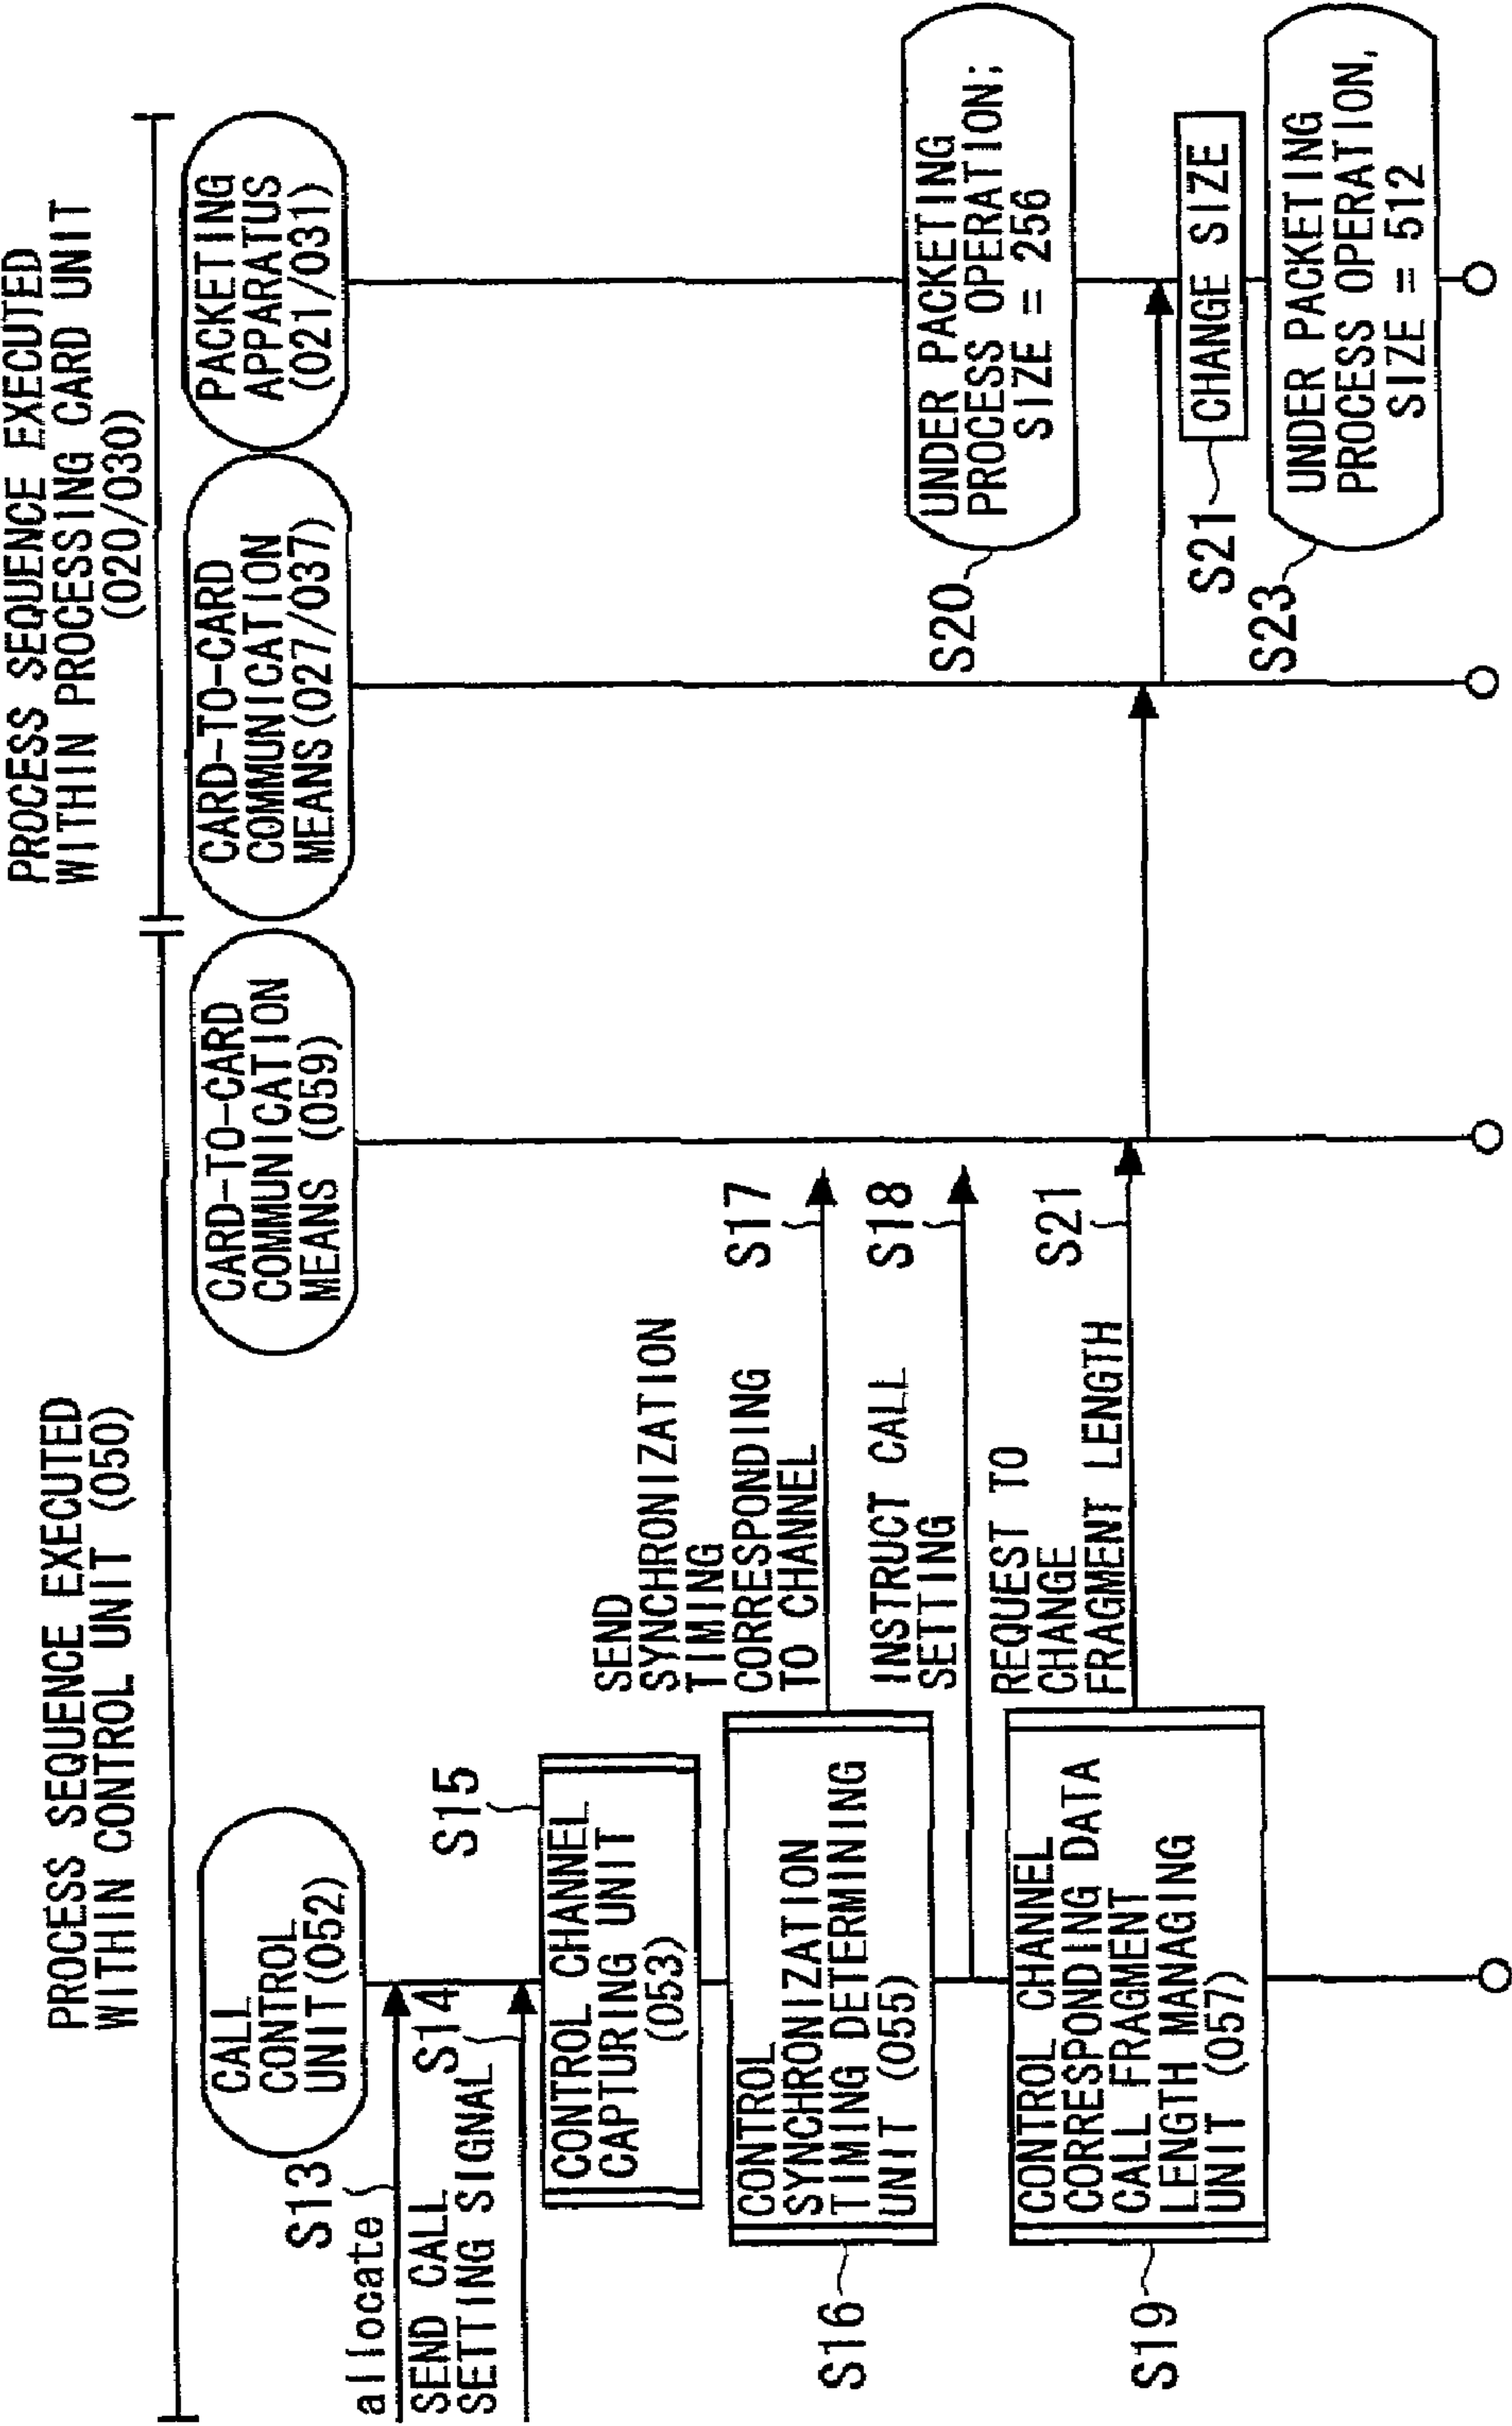 PROCESS SEQUENCE EXECUTED
WITHIN CONTROL UNIT (050)
PROCESS SEQUENCE EXECUTED
WITHIN PROCESSING CARD UNIT
(020/030)
CALL
CONTROL
UNIT(052)
CARD-TO-CARD
COMMUNICATION
MEANS (059)
CARD-TO-CARD
COMMUNICATION
MEANS(027/037)
PACKETING
APPARATUS
(021/031)
S13
allocate
S14
SEND CALL
SETTING SIGNAL
S15
CONTROL CHANNEL
CAPTURING UNIT
(053)
SEND
SYNCHRONIZATION
TIMING
CORRESPONDING
TO CHANNEL
S17
CONTROL
SYNCHRONIZATION
TIMING DETERMINING
UNIT (055)
S16
INSTRUCT CALL
SETTING
S18
UNDER PACKETING
PROCESS OPERATION;
SIZE = 256
S20
REQUEST TO
CHANGE
FRAGMENT LENGTH
S21
CONTROL CHANNEL
CORRESPONDING DATA
CALL FRAGMENT
LENGTH MANAGING
UNIT (057)
S19
CHANGE SIZE
S21
UNDER PACKETING
PROCESS OPERATION,
SIZE = 512
S23